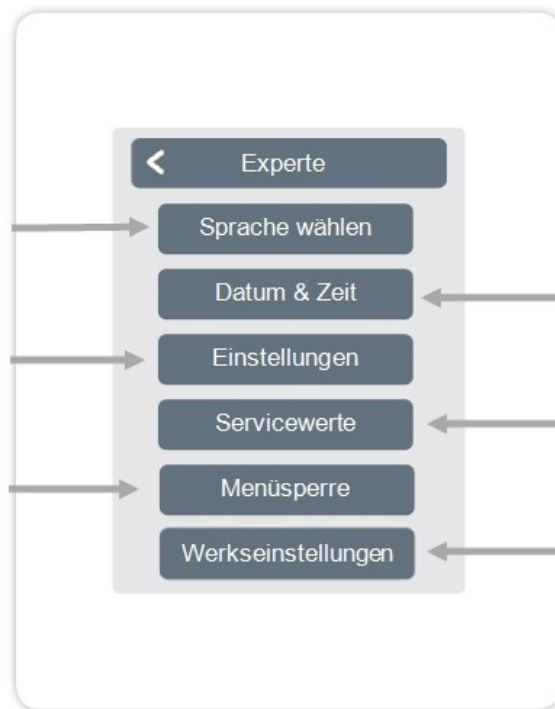 Experte
Sprache wählen
Datum & Zeit
Einstellungen
Servicewerte
Menüsperre
Werkseinstellungen